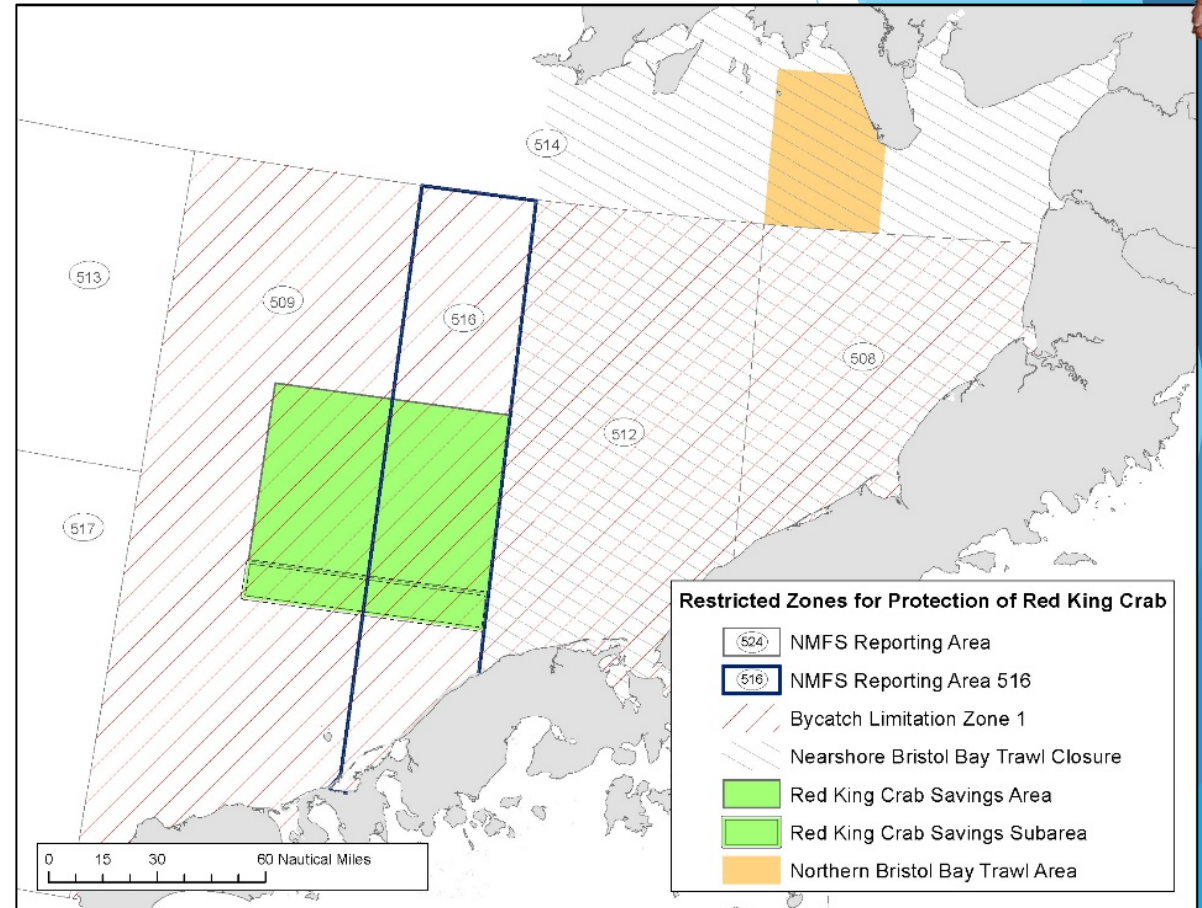 514
513
509
516
508
512
517
Restricted Zones for Protection of Red King Crab
524 NMFS Reporting Area
516 NMFS Reporting Area 516
Bycatch Limitation Zone 1
Nearshore Bristol Bay Trawl Closure
Red King Crab Savings Area
Red King Crab Savings Subarea
Northern Bristol Bay Trawl Area
0 15 30 60 Nautical Miles